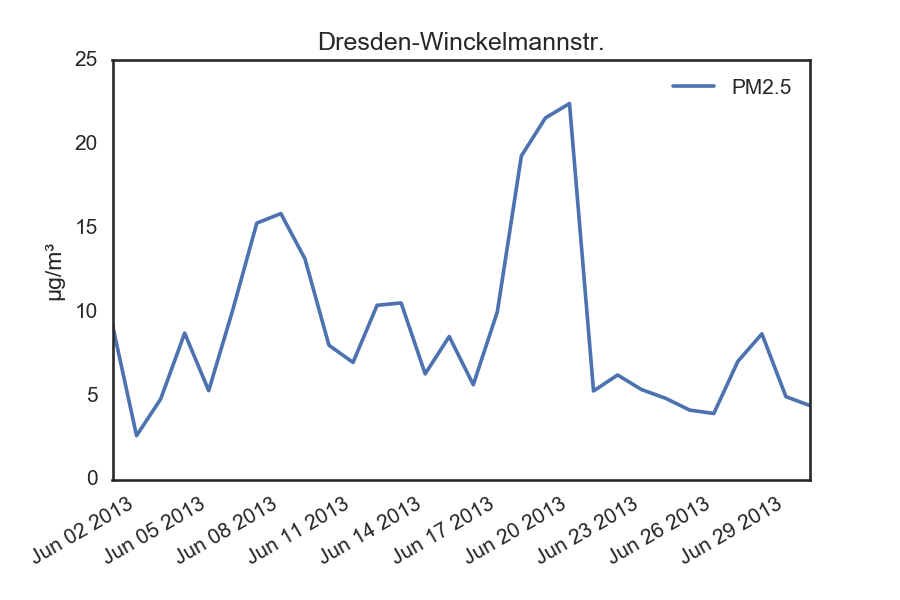 Dresden-Winckelmannstr.
25
PM2.5
20
15
µg/m³
10
5
0
Jun 02 2013
Jun 05 2013
Jun 08 2013
Jun 11 2013
Jun 14 2013
Jun 17 2013
Jun 20 2013
Jun 23 2013
Jun 26 2013
Jun 29 2013